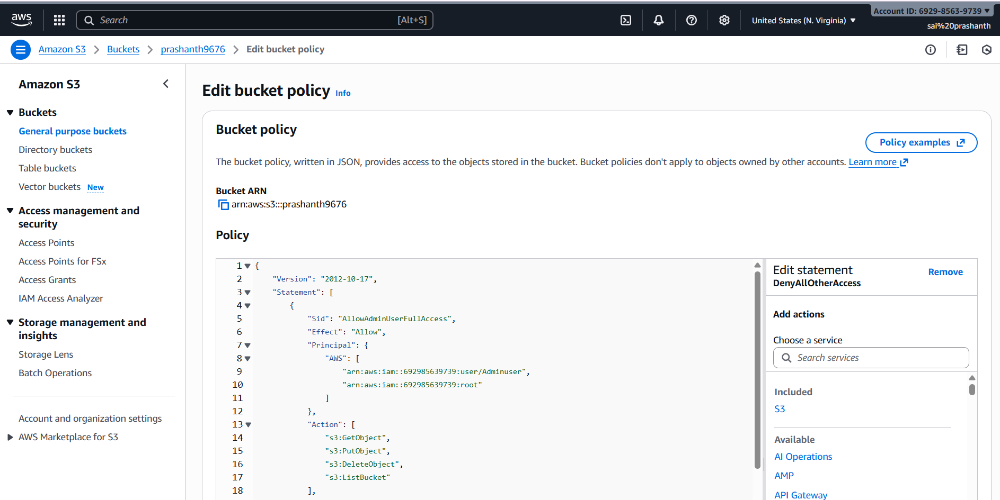 aws
Search
[Alt+S]
United States (N. Virginia)
Account ID: 6929-8563-9739
sai%20prashanth
Amazon S3
Buckets
prashanth9676
Edit bucket policy
Amazon S3
Buckets
General purpose buckets
Directory buckets
Table buckets
Vector buckets New
Access management and
security
Access Points
Access Points for FSx
Access Grants
IAM Access Analyzer
Storage management and
insights
Storage Lens
Batch Operations
Account and organization settings
AWS Marketplace for S3
Edit bucket policy Info
Bucket policy
Policy examples
The bucket policy, written in JSON, provides access to the objects stored in the bucket. Bucket policies don't apply to objects owned by other accounts. Learn more
Bucket ARN
arn:aws:s3:::prashanth9676
Policy
1 {
2 "Version": "2012-10-17",
3 "Statement": [
4 {
5 "Sid": "AllowAdminUserFullAccess",
6 "Effect": "Allow",
7 "Principal": {
8 "AWS": [
9 "arn:aws:iam::692985639739:user/Adminuser",
10 "arn:aws:iam::692985639739:root"
11 ]
12 },
13 "Action": [
14 "s3:GetObject",
15 "s3:PutObject",
16 "s3:DeleteObject",
17 "s3:ListBucket"
18 ],
Edit statement
Remove
DenyAllOtherAccess
Add actions
Choose a service
Search services
Included
S3
Available
AI Operations
AMP
API Gateway